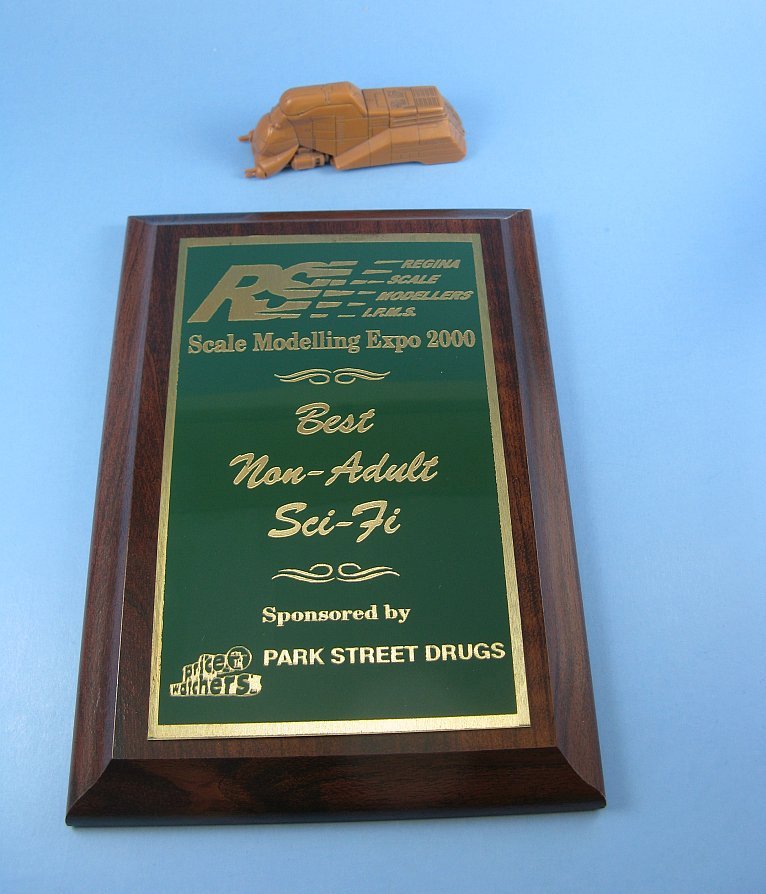 RSM
REGINA
SCALE
MODELLERS
I.P.M.S.
Scale Modelling Expo 2000
Best
Non-Adult
Sci-Fi
Sponsored by
price
watchers
PARK STREET DRUGS